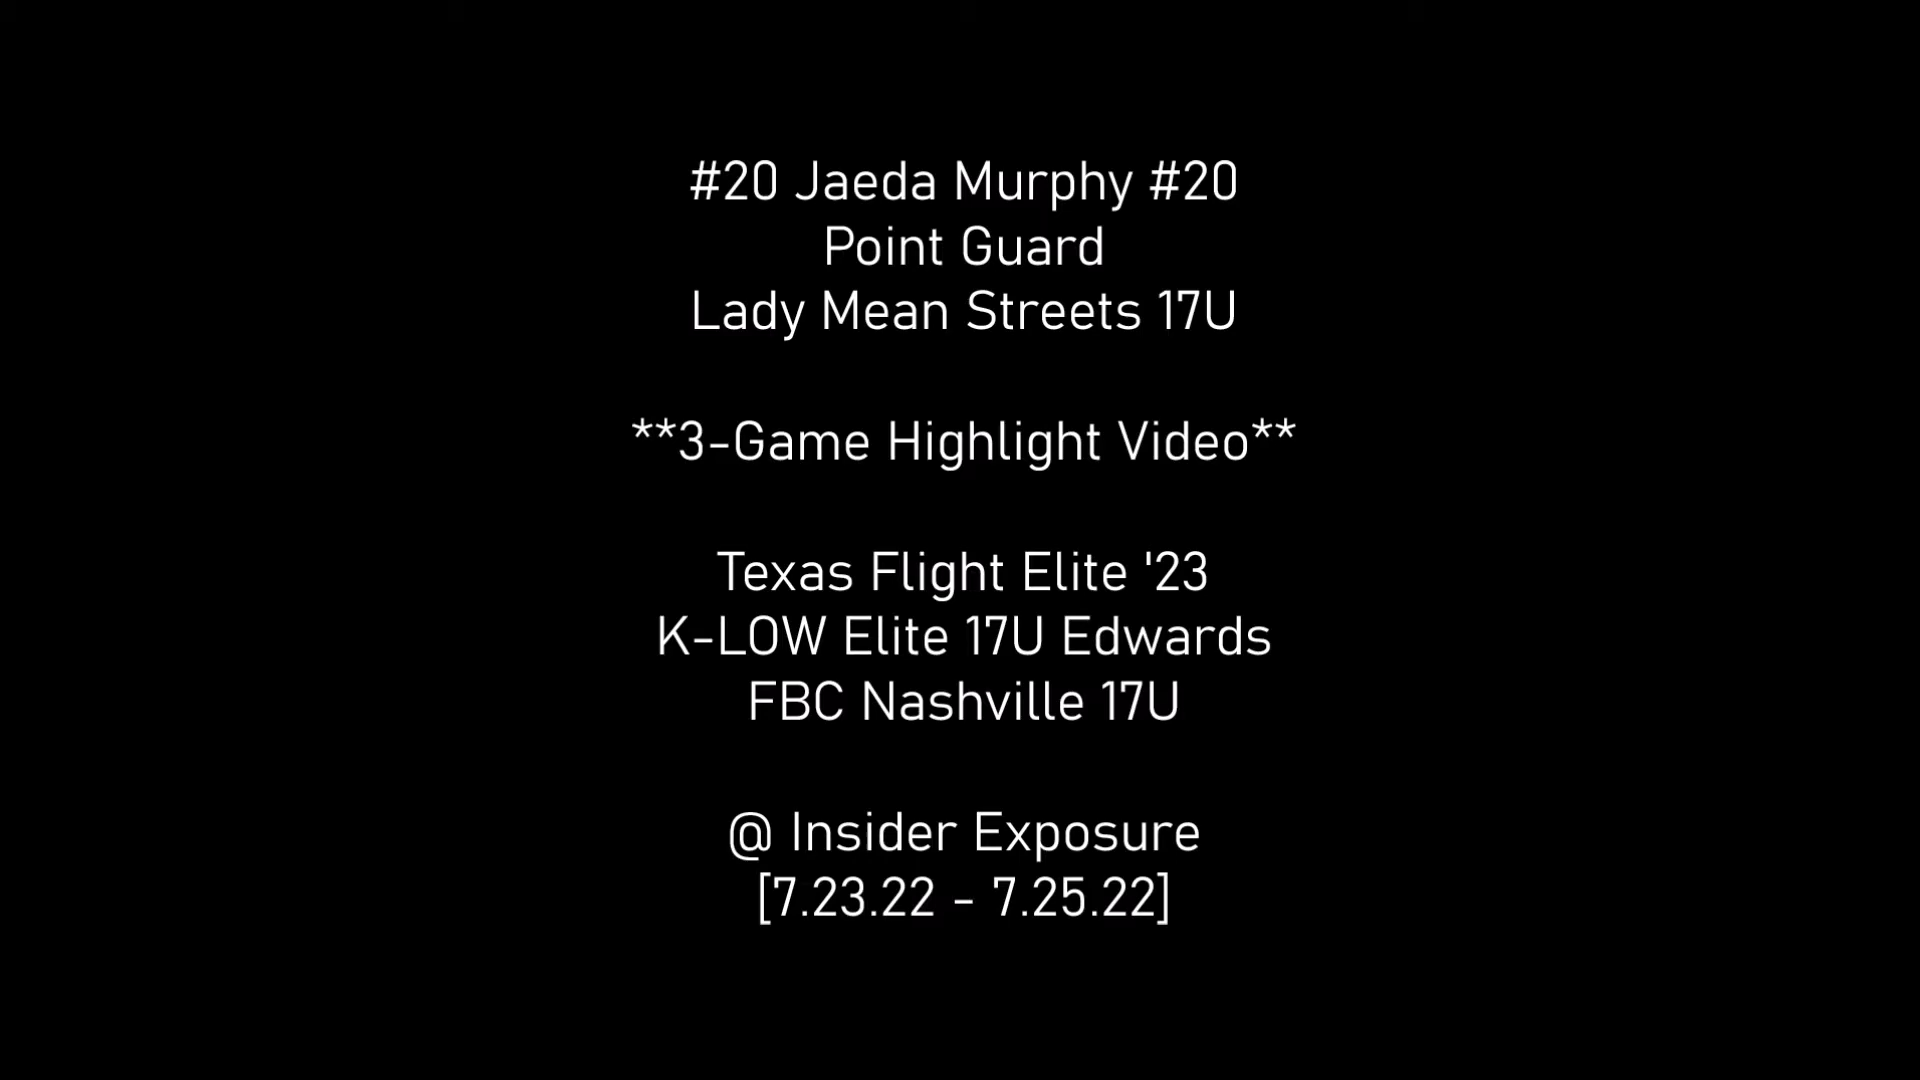 #20 Jaeda Murphy #20
Point Guard
Lady Mean Streets 17U
**3-Game Highlight Video**
Texas Flight Elite '23
K-LOW Elite 17U Edwards
FBC Nashville 17U
@ Insider Exposure
[7.23.22 - 7.25.22]